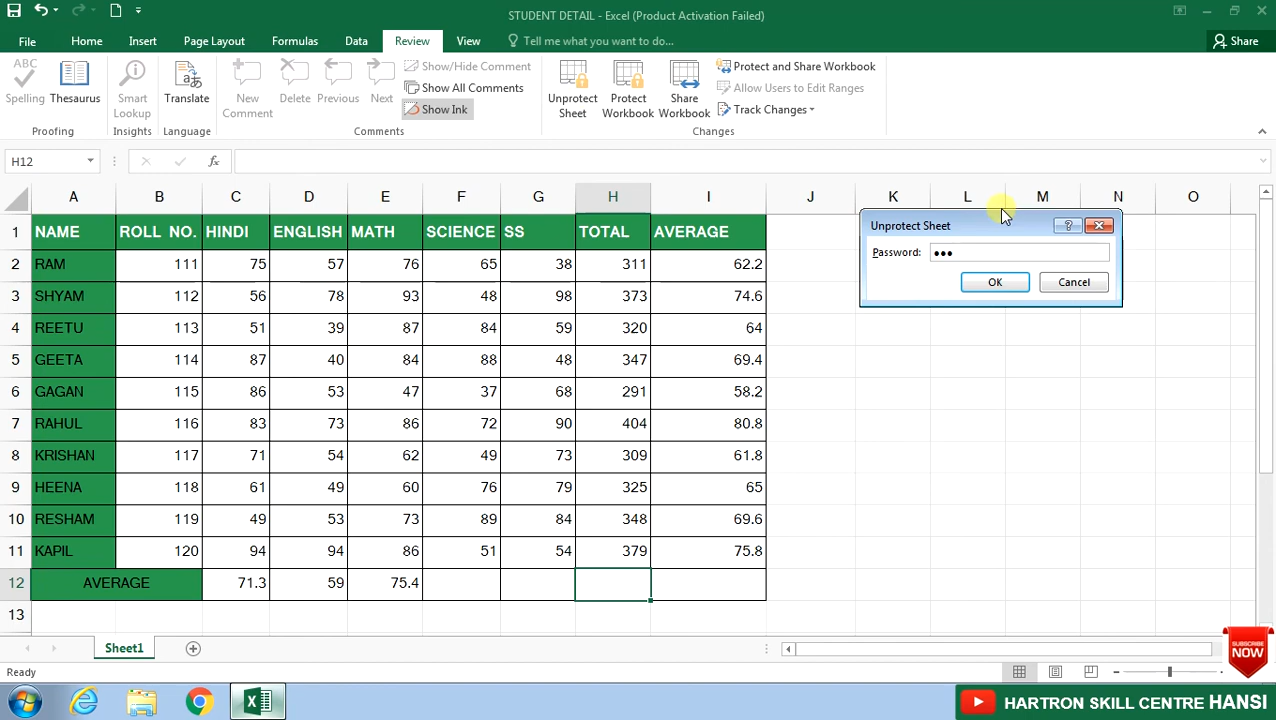 STUDENT DETAIL - Excel (Product Activation Failed)
File Home Insert Page Layout Formulas Data Review View Tell me what you want to do... Share
ABC
Spelling Thesaurus Smart Lookup Translate New Comment Delete Previous Next
Show/Hide Comment
Show All Comments
Show Ink
Unprotect Sheet Protect Workbook Share Workbook
Protect and Share Workbook
Allow Users to Edit Ranges
Track Changes
Proofing Insights Language Comments Changes
H12 fx
A B C D E F G H I J K L M N O
1 NAME ROLL NO. HINDI ENGLISH MATH SCIENCE SS TOTAL AVERAGE
2 RAM 111 75 57 76 65 38 311 62.2
3 SHYAM 112 56 78 93 48 98 373 74.6
4 REETU 113 51 39 87 84 59 320 64
5 GEETA 114 87 40 84 88 48 347 69.4
6 GAGAN 115 86 53 47 37 68 291 58.2
7 RAHUL 116 83 73 86 72 90 404 80.8
8 KRISHAN 117 71 54 62 49 73 309 61.8
9 HEENA 118 61 49 60 76 79 325 65
10 RESHAM 119 49 53 73 89 84 348 69.6
11 KAPIL 120 94 94 86 51 54 379 75.8
12 AVERAGE 71.3 59 75.4
13
Unprotect Sheet ?
Password: •••
OK Cancel
Sheet1
Ready
SUBSCRIBE
NOW
HARTRON SKILL CENTRE HANSI